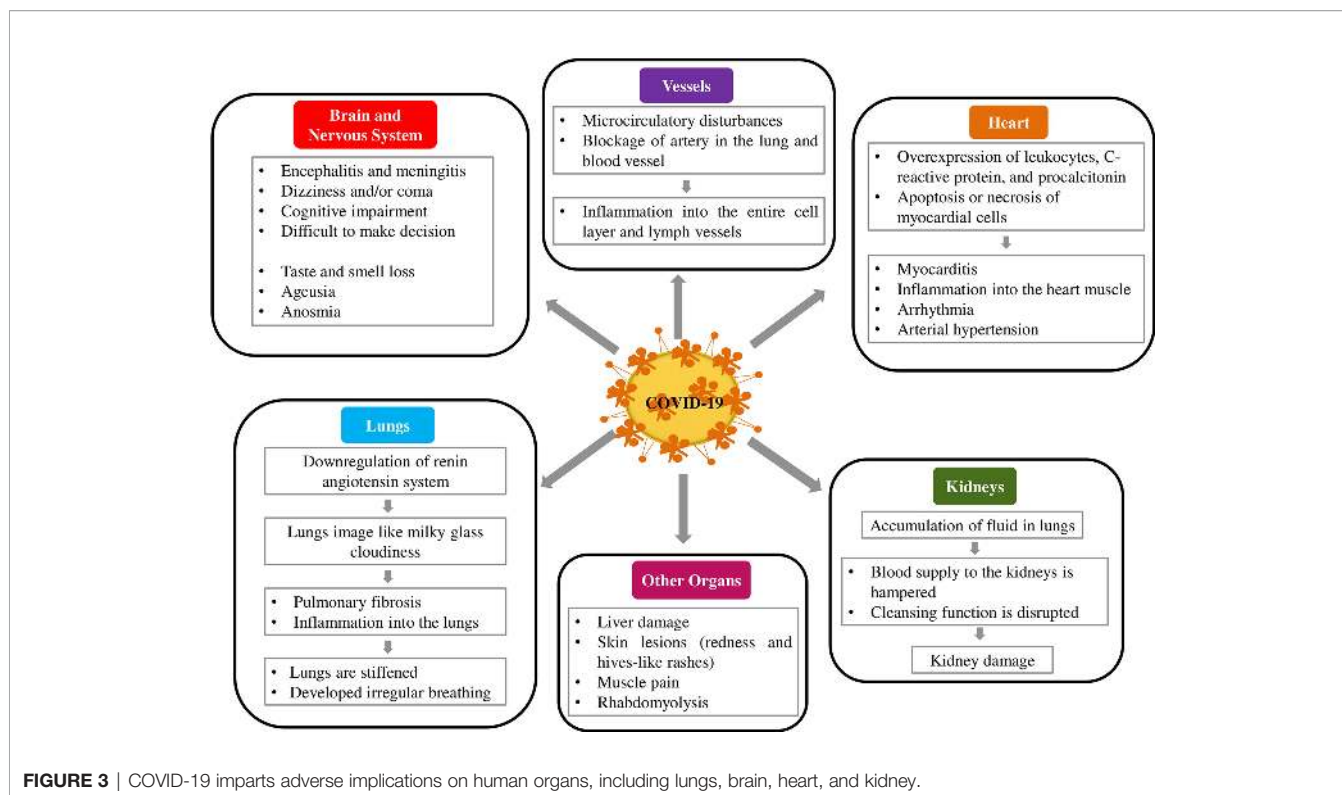 Brain and
Nervous System
• Encephalitis and meningitis
• Dizziness and/or coma
• Cognitive impairment
• Difficult to make decision
• Taste and smell loss
• Ageusia
• Anosmia
Vessels
• Microcirculatory disturbances
• Blockage of artery in the lung and
blood vessel
• Inflammation into the entire cell
layer and lymph vessels
Heart
• Overexpression of leukocytes, C-
reactive protein, and procalcitonin
• Apoptosis or necrosis of
myocardial cells
• Myocarditis
• Inflammation into the heart muscle
• Arrhythmia
• Arterial hypertension
COVID-19
Lungs
Downregulation of renin
angiotensin system
Lungs image like milky glass
cloudiness
• Pulmonary fibrosis
• Inflammation into the lungs
• Lungs are stiffened
• Developed irregular breathing
Other Organs
• Liver damage
• Skin lesions (redness and
hives-like rashes)
• Muscle pain
• Rhabdomyolysis
Kidneys
Accumulation of fluid in lungs
• Blood supply to the kidneys is
hampered
• Cleansing function is disrupted
Kidney damage
FIGURE 3 | COVID-19 imparts adverse implications on human organs, including lungs, brain, heart, and kidney.